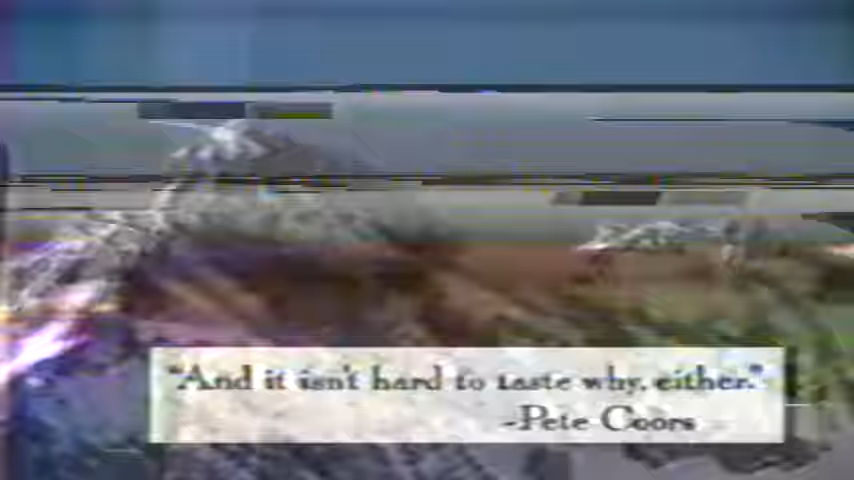 "And it isn't hard to taste why, either."
-Pete Coors